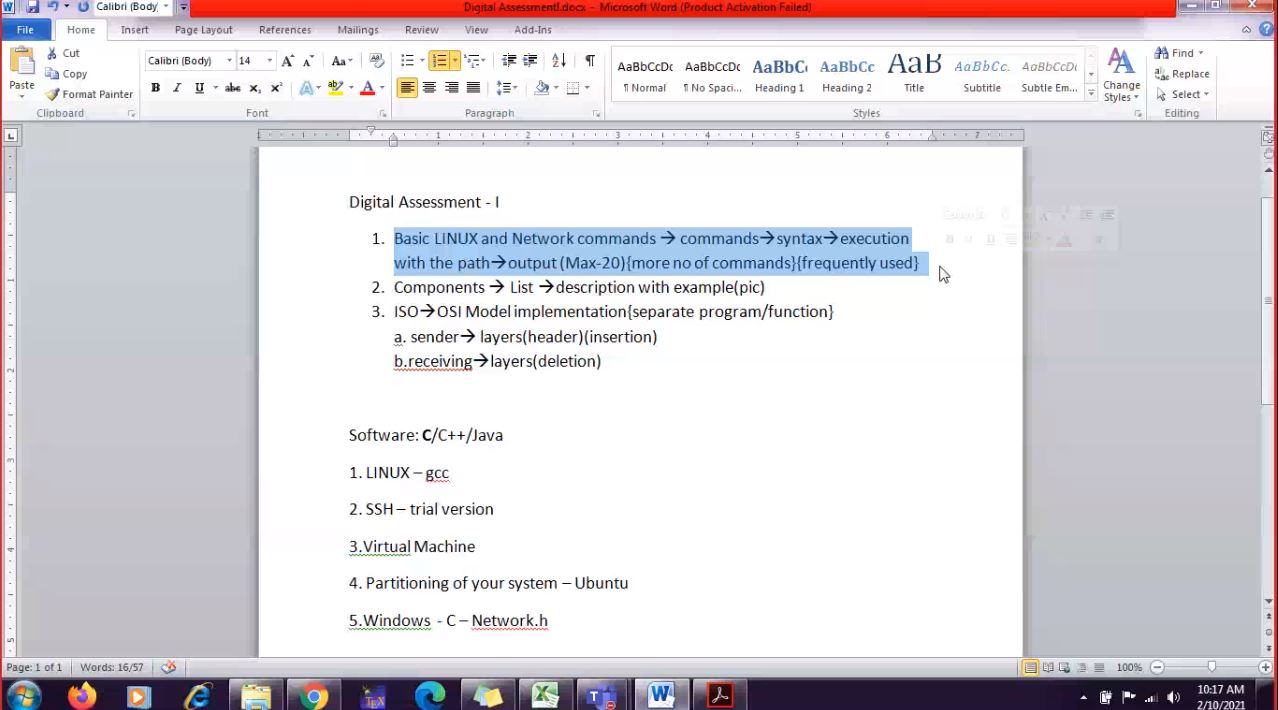 Calibri (Body)
Digital AssessmentI.docx - Microsoft Word (Product Activation Failed)
File Home Insert Page Layout References Mailings Review View Add-Ins
Cut
Copy
Format Painter
Paste
Clipboard
Calibri (Body) 14
Font
Paragraph
AaBbCcDc AaBbCcDc AaBbCc AaBbCc AaB AaBbCc. AaBbCcDc
¶ Normal ¶ No Spaci... Heading 1 Heading 2 Title Subtitle Subtle Em...
Styles
Change
Styles
Find
Replace
Select
Editing
Digital Assessment - I
1. Basic LINUX and Network commands → commands→syntax→execution
with the path→output (Max-20){more no of commands}{frequently used}
2. Components → List →description with example(pic)
3. ISO→OSI Model implementation{separate program/function}
a. sender→ layers(header)(insertion)
b.receiving→layers(deletion)
Software: C/C++/Java
1. LINUX – gcc
2. SSH – trial version
3.Virtual Machine
4. Partitioning of your system – Ubuntu
5.Windows - C – Network.h
Page: 1 of 1 Words: 16/57 100%
10:17 AM
2/10/2021